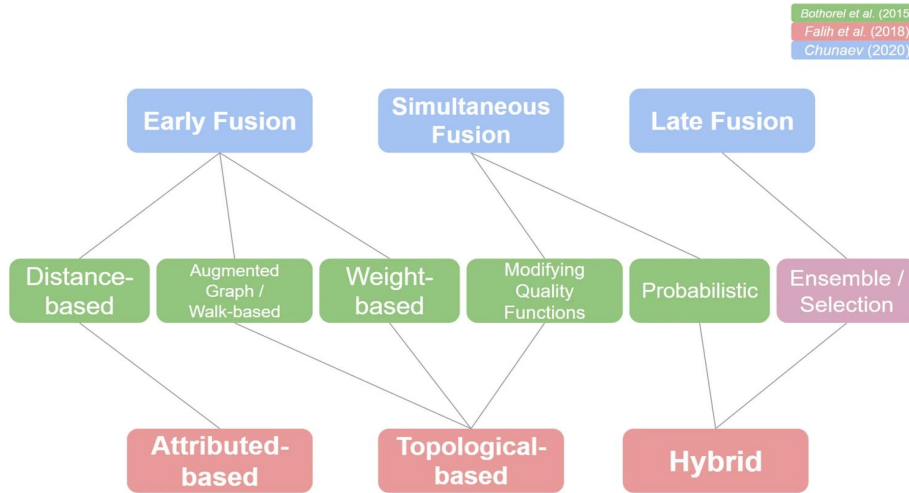 Bothorel et al. (2015
Falih et al. (2018)
Chunaev (2020)
Early Fusion
Simultaneous
Fusion
Late Fusion
Distance-
based
Augmented
Graph /
Walk-based
Weight-
based
Modifying
Quality
Functions
Probabilistic
Ensemble /
Selection
Attributed-
based
Topological-
based
Hybrid